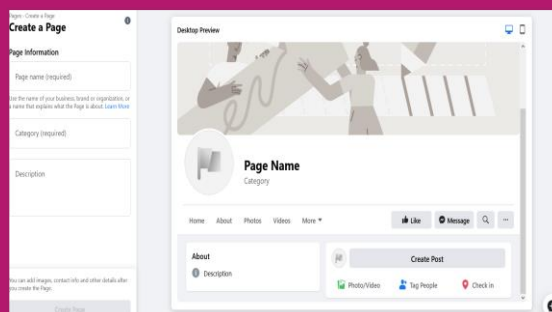 Pages › Create a Page
Create a Page
Page Information
Page name (required)
Use the name of your business, brand or organization, or
a name that explains what the Page is about. Learn More
Category (required)
Description
You can add images, contact info and other details after
you create the Page.
Create Page
Desktop Preview
Page Name
Category
Home About Photos Videos More
Like Message
About
Description
Create Post
Photo/Video Tag People Check in